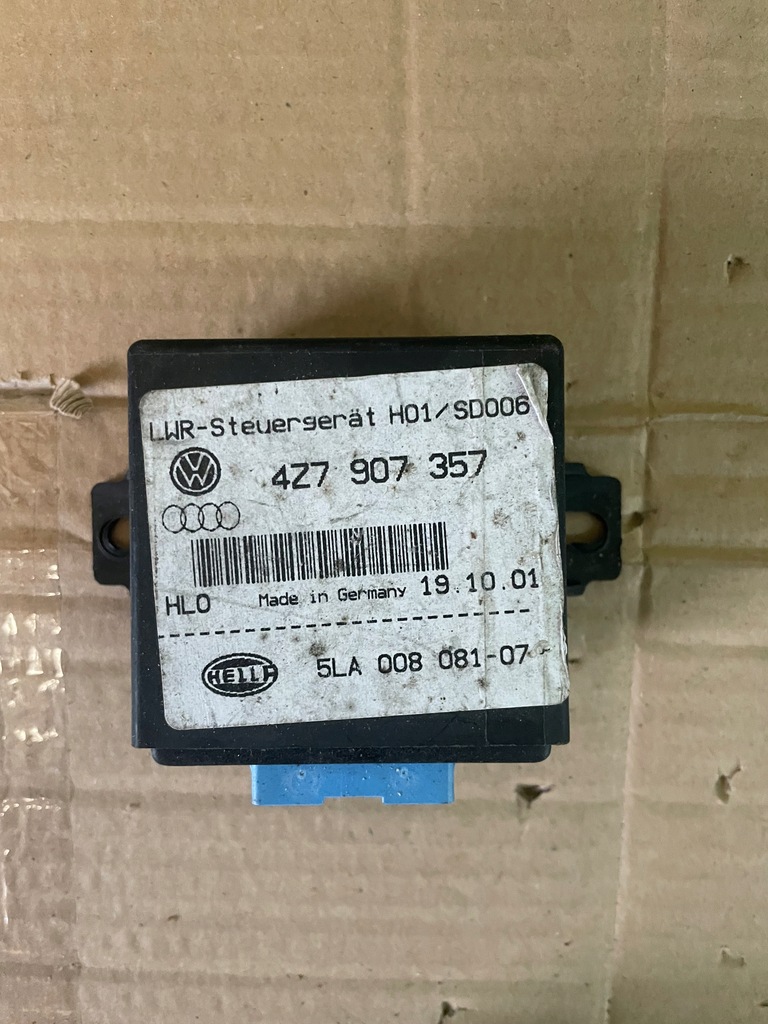 LWR-Steuergerät H01/SD006
4Z7 907 357
HLO Made in Germany 19.10.01
HELLA 5LA 008 081-07